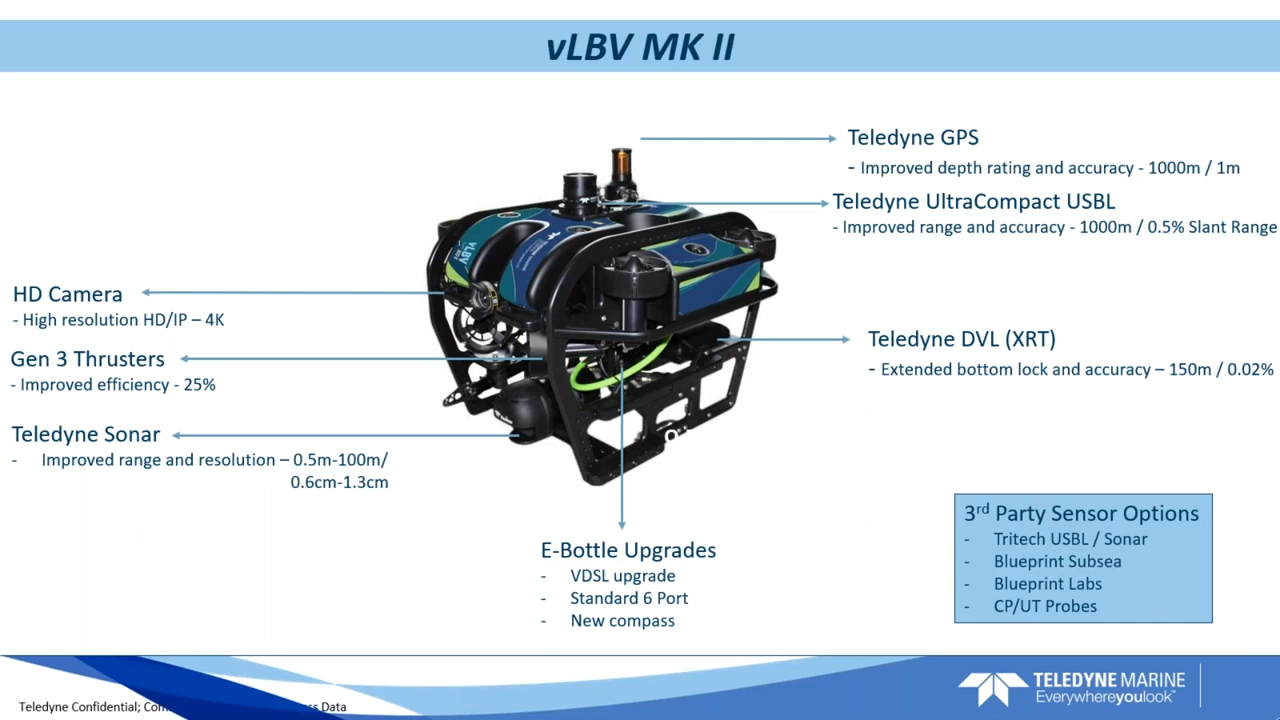 vLBV MK II
Teledyne GPS
- Improved depth rating and accuracy - 1000m / 1m
Teledyne UltraCompact USBL
- Improved range and accuracy - 1000m / 0.5% Slant Range
HD Camera
- High resolution HD/IP – 4K
Gen 3 Thrusters
- Improved efficiency - 25%
Teledyne DVL (XRT)
- Extended bottom lock and accuracy – 150m / 0.02%
Teledyne Sonar
- Improved range and resolution – 0.5m-100m/
0.6cm-1.3cm
E-Bottle Upgrades
- VDSL upgrade
- Standard 6 Port
- New compass
3rd Party Sensor Options
- Tritech USBL / Sonar
- Blueprint Subsea
- Blueprint Labs
- CP/UT Probes
vLBV
TELEDYNE MARINE
Everywhereyoulook™
Teledyne Confidential; Data